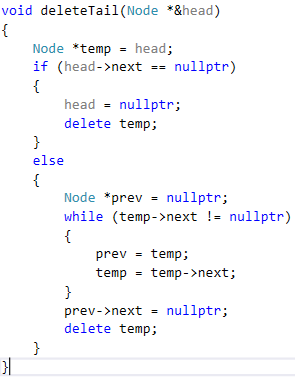 void deleteTail(Node *&head)
{
    Node *temp = head;
    if (head->next == nullptr)
    {
        head = nullptr;
        delete temp;
    }
    else
    {
        Node *prev = nullptr;
        while (temp->next != nullptr)
        {
            prev = temp;
            temp = temp->next;
        }
        prev->next = nullptr;
        delete temp;
    }
}